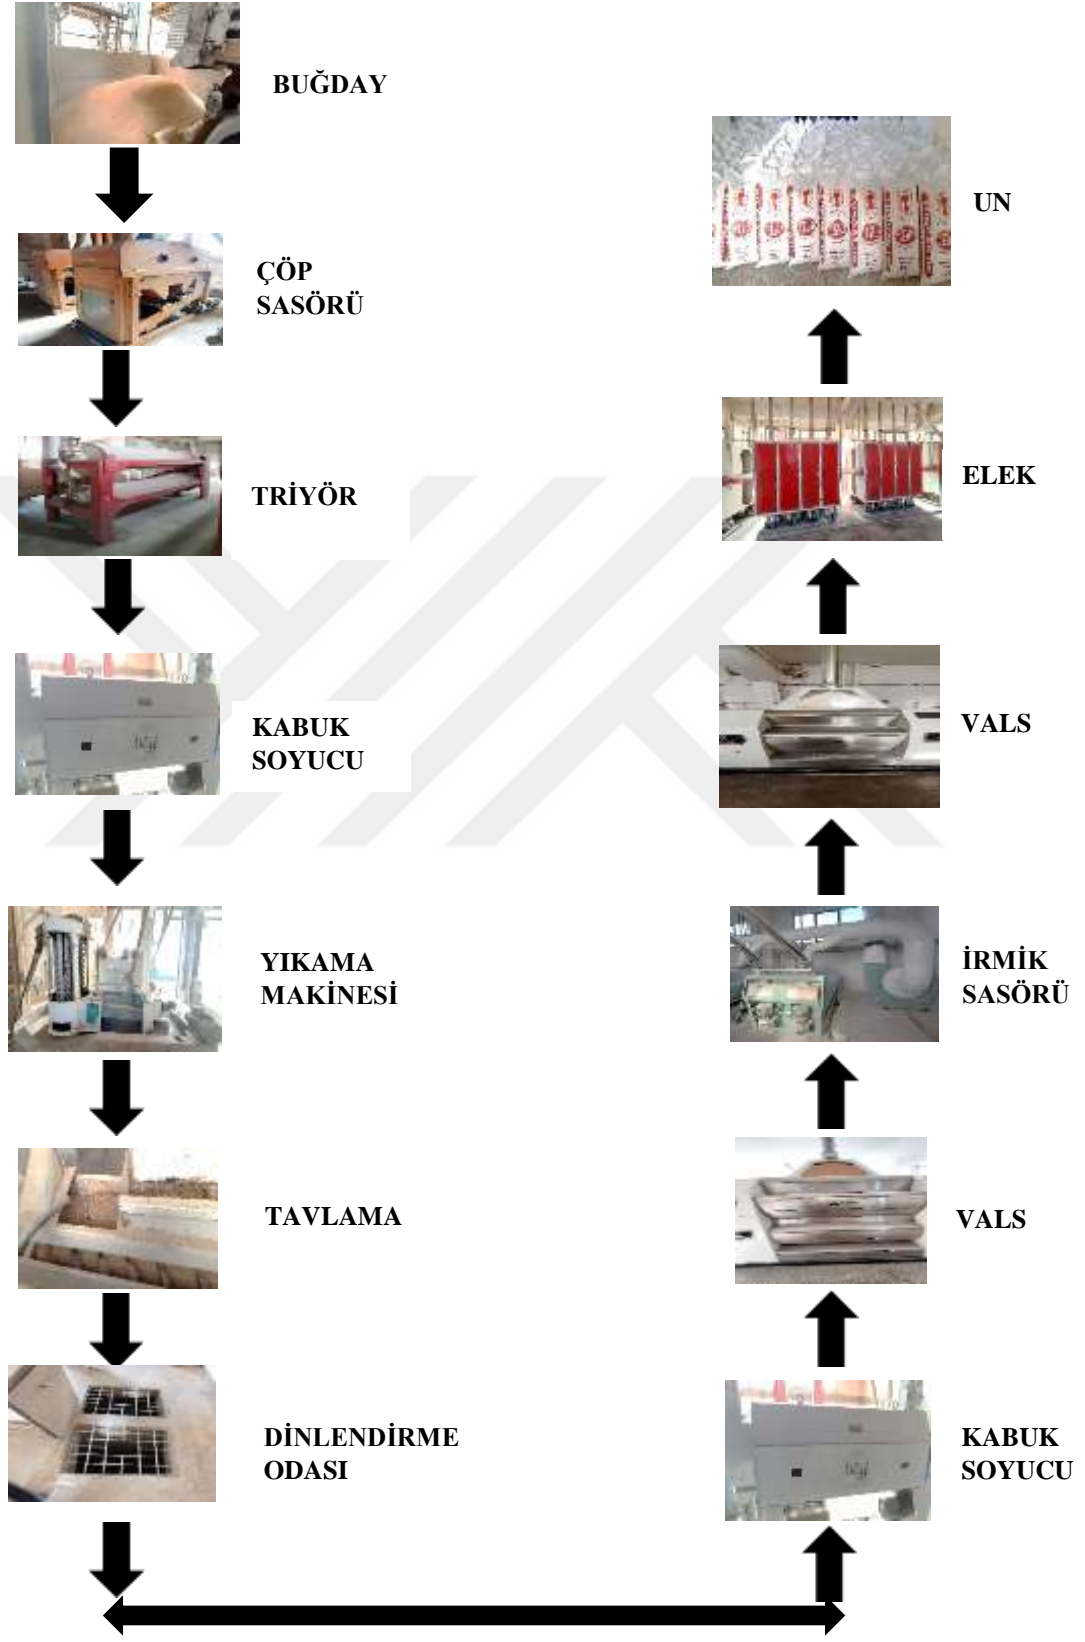 BUĞDAY
ÇÖP
SASÖRÜ
TRİYÖR
KABUK
SOYUCU
YIKAMA
MAKİNESİ
TAVLAMA
DİNLENDİRME
ODASI
KABUK
SOYUCU
VALS
İRMİK
SASÖRÜ
VALS
ELEK
UN